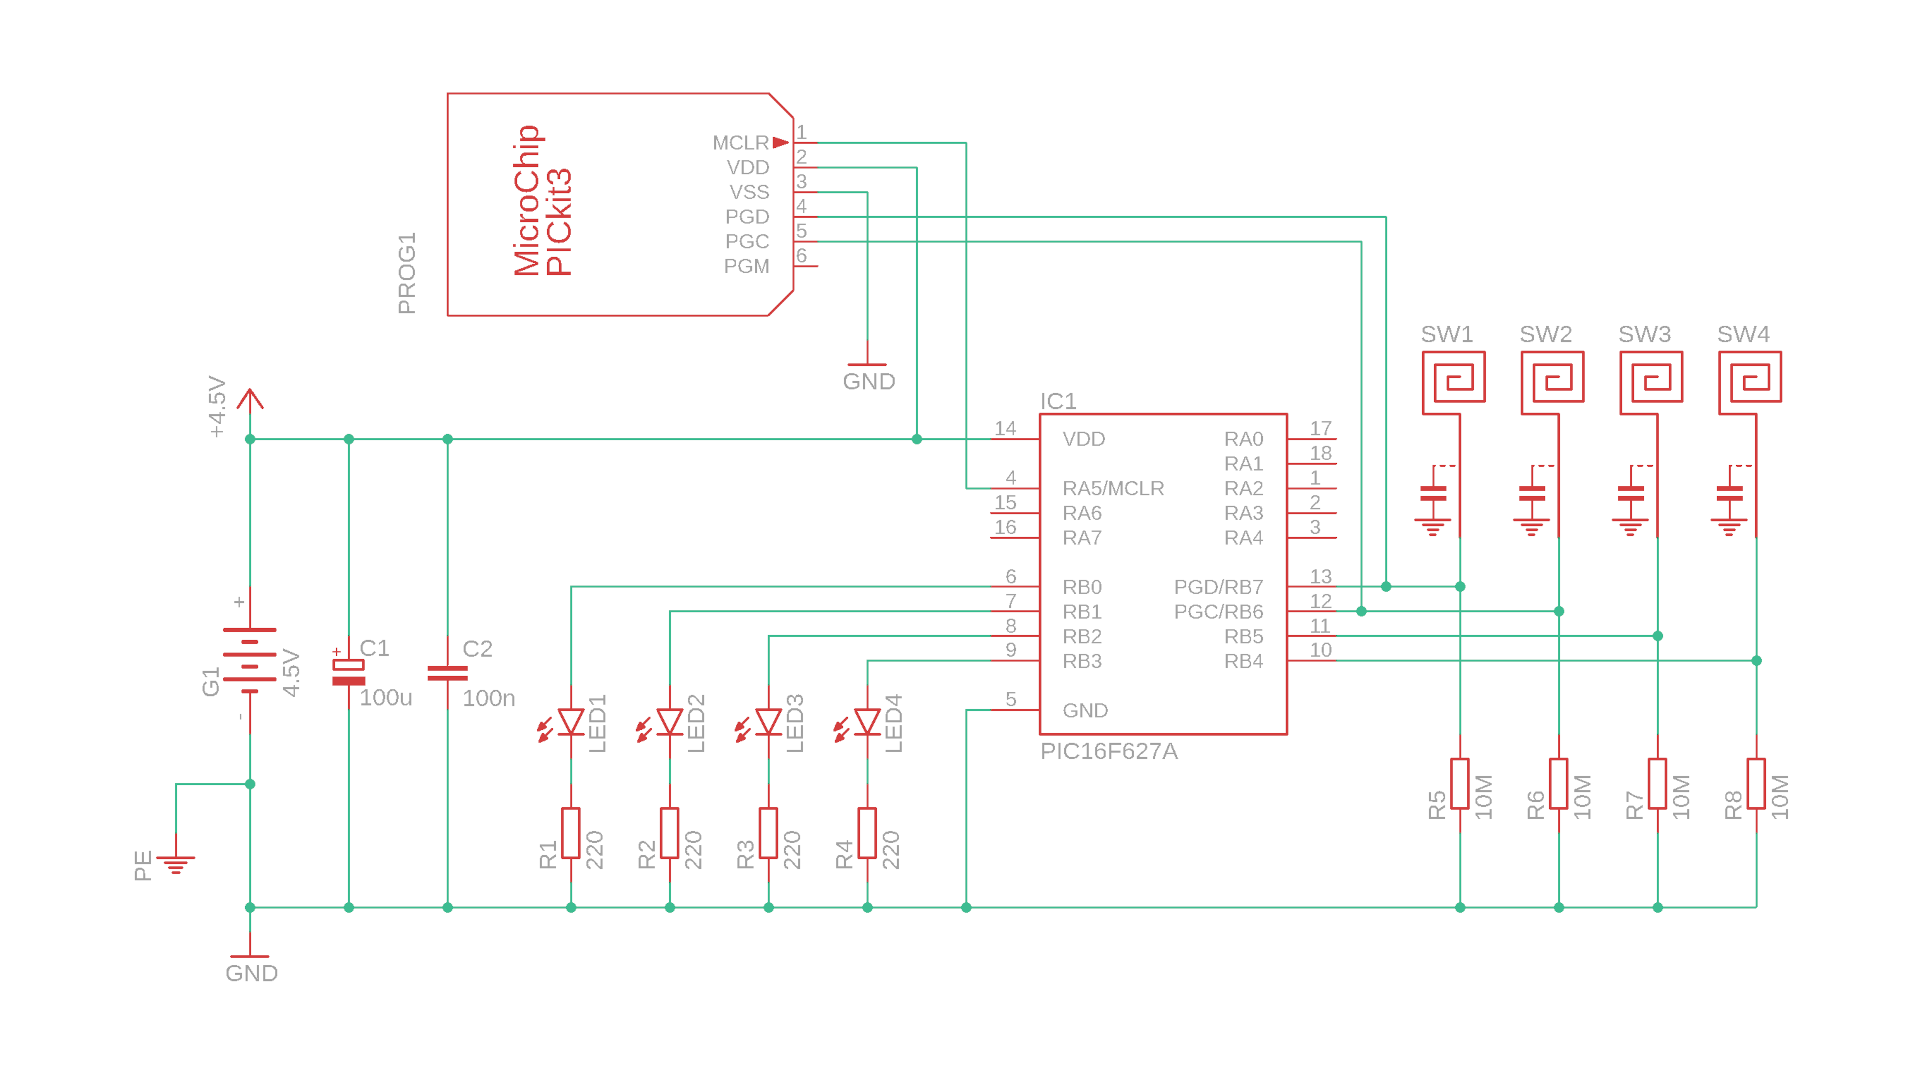 MicroChip
PICkit3
PROG1
MCLR 1
VDD 2
VSS 3
PGD 4
PGC 5
PGM 6
GND
+4.5V
SW1 SW2 SW3 SW4
IC1
14 VDD RA0 17
RA1 18
4 RA5/MCLR RA2 1
15 RA6 RA3 2
16 RA7 RA4 3
6 RB0 PGD/RB7 13
7 RB1 PGC/RB6 12
8 RB2 RB5 11
9 RB3 RB4 10
5 GND
PIC16F627A
+
-
G1
4.5V
+
C1
100u
C2
100n
LED1
LED2
LED3
LED4
R1
220
R2
220
R3
220
R4
220
R5
10M
R6
10M
R7
10M
R8
10M
PE
GND